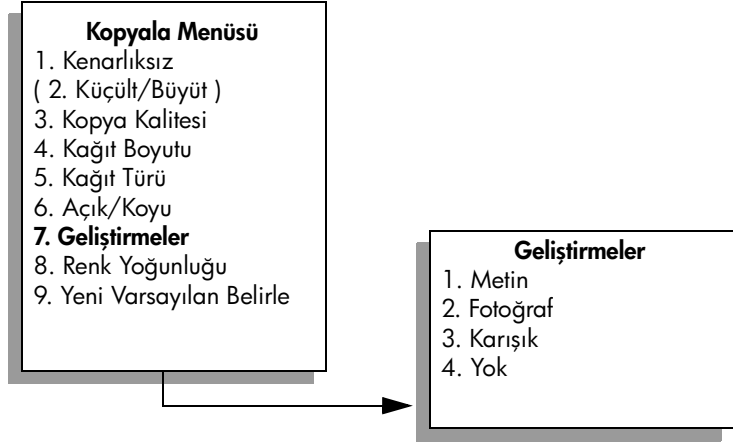 Kopyala Menüsü
1. Kenarlıksız
( 2. Küçült/Büyüt )
3. Kopya Kalitesi
4. Kağıt Boyutu
5. Kağıt Türü
6. Açık/Koyu
7. Geliştirmeler
8. Renk Yoğunluğu
9. Yeni Varsayılan Belirle
Geliştirmeler
1. Metin
2. Fotoğraf
3. Karışık
4. Yok